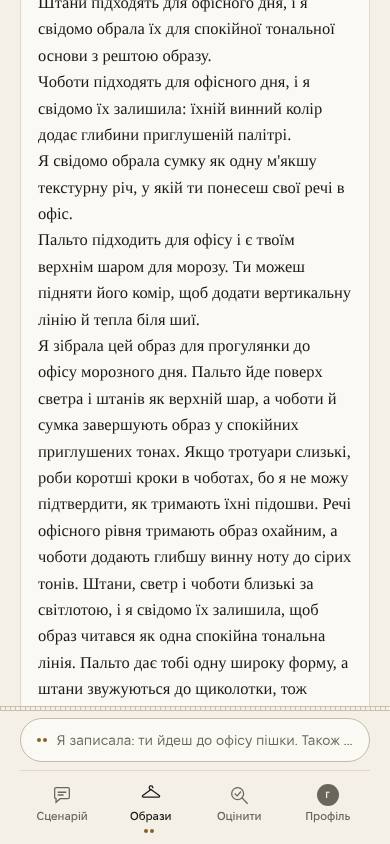 Штани підходять для офісного дня, і я
свідомо обрала їх для спокійної тональної
основи з рештою образу.
Чоботи підходять для офісного дня, і я
свідомо їх залишила: їхній винний колір
додає глибини приглушеній палітрі.
Я свідомо обрала сумку як одну м'якшу
текстурну річ, у якій ти понесеш свої речі в
офіс.
Пальто підходить для офісу і є твоїм
верхнім шаром для морозу. Ти можеш
підняти його комір, щоб додати вертикальну
лінію й тепла біля шиї.
Я зібрала цей образ для прогулянки до
офісу морозного дня. Пальто йде поверх
светра і штанів як верхній шар, а чоботи й
сумка завершують образ у спокійних
приглушених тонах. Якщо тротуари слизькі,
роби коротші кроки в чоботах, бо я не можу
підтвердити, як тримають їхні підошви. Речі
офісного рівня тримають образ охайним, а
чоботи додають глибшу винну ноту до сірих
тонів. Штани, светр і чоботи близькі за
світлотою, і я свідомо їх залишила, щоб
образ читався як одна спокійна тональна
лінія. Пальто дає тобі одну широку форму, а
штани звужуються до щиколотки, тож
Я записала: ти йдеш до офісу пішки. Також ...
г
Сценарій Образи Оцінити Профіль